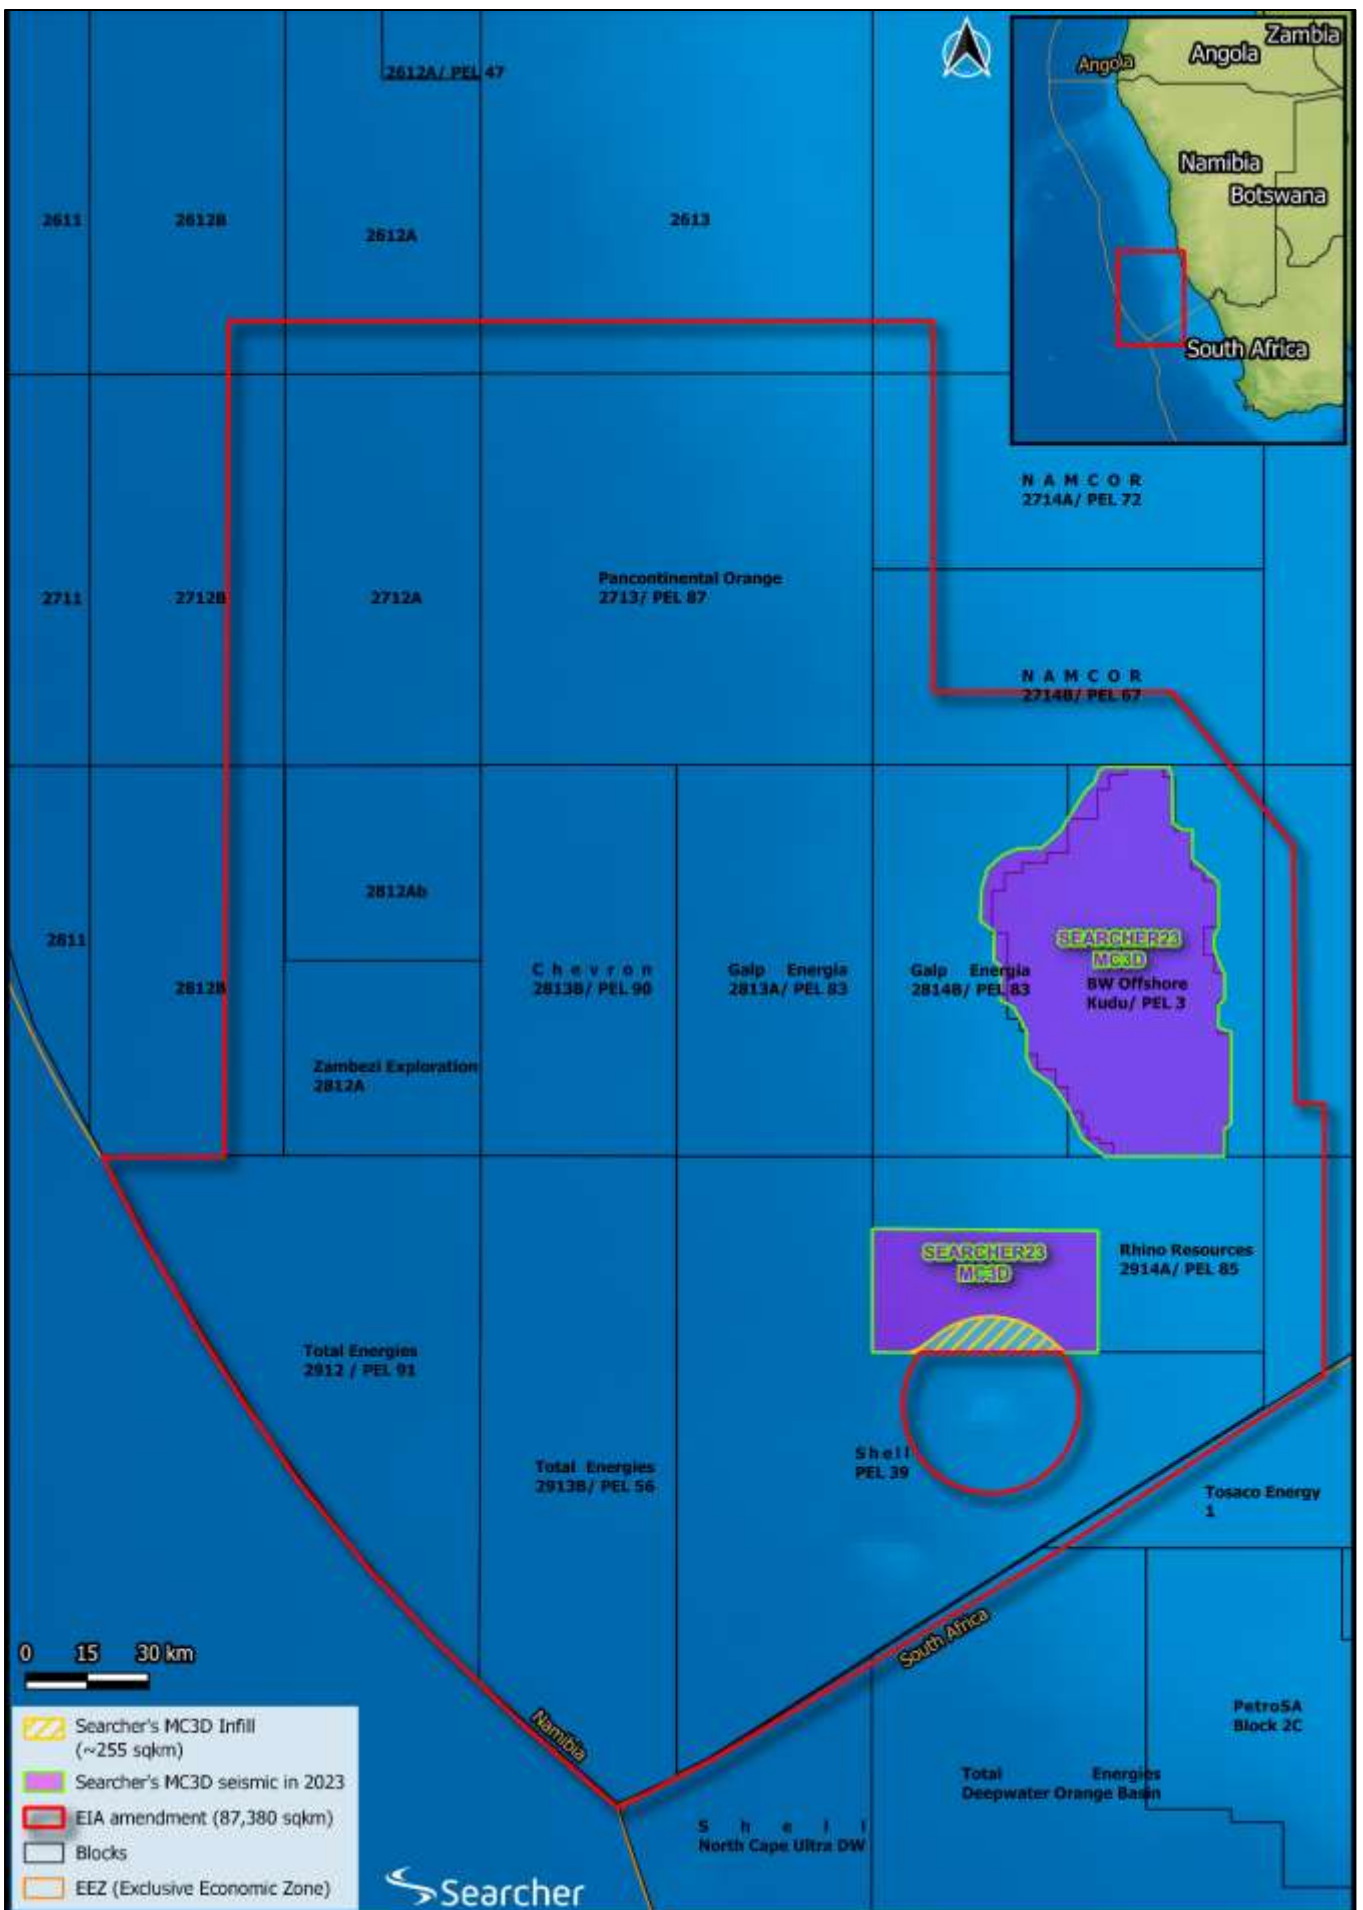 2612A/ PEL 47
Angola
Angola
Zambia
Namibia
Botswana
South Africa
2611
2612B
2612A
2613
N A M C O R
2714A/ PEL 72
2711
2712B
2712A
Pancontinental Orange
2713/ PEL 87
N A M C O R
2714B/ PEL 67
2811
2812B
2812Ab
Zambezi Exploration
2812A
C h e v r o n
2813B/ PEL 90
Galp Energia
2813A/ PEL 83
Galp Energia
2814B/ PEL 83
SEARCHER23
MC3D
BW Offshore
Kudu/ PEL 3
SEARCHER23
MC3D
Rhino Resources
2914A/ PEL 85
Total Energies
2912 / PEL 91
Total Energies
2913B/ PEL 56
S h e l l
PEL 39
Tosaco Energy
1
South Africa
Namibia
PetroSA
Block 2C
Total Energies
Deepwater Orange Basin
S h e l l
North Cape Ultra DW
0 15 30 km
Searcher's MC3D Infill
(~255 sqkm)
Searcher's MC3D seismic in 2023
EIA amendment (87,380 sqkm)
Blocks
EEZ (Exclusive Economic Zone)
Searcher